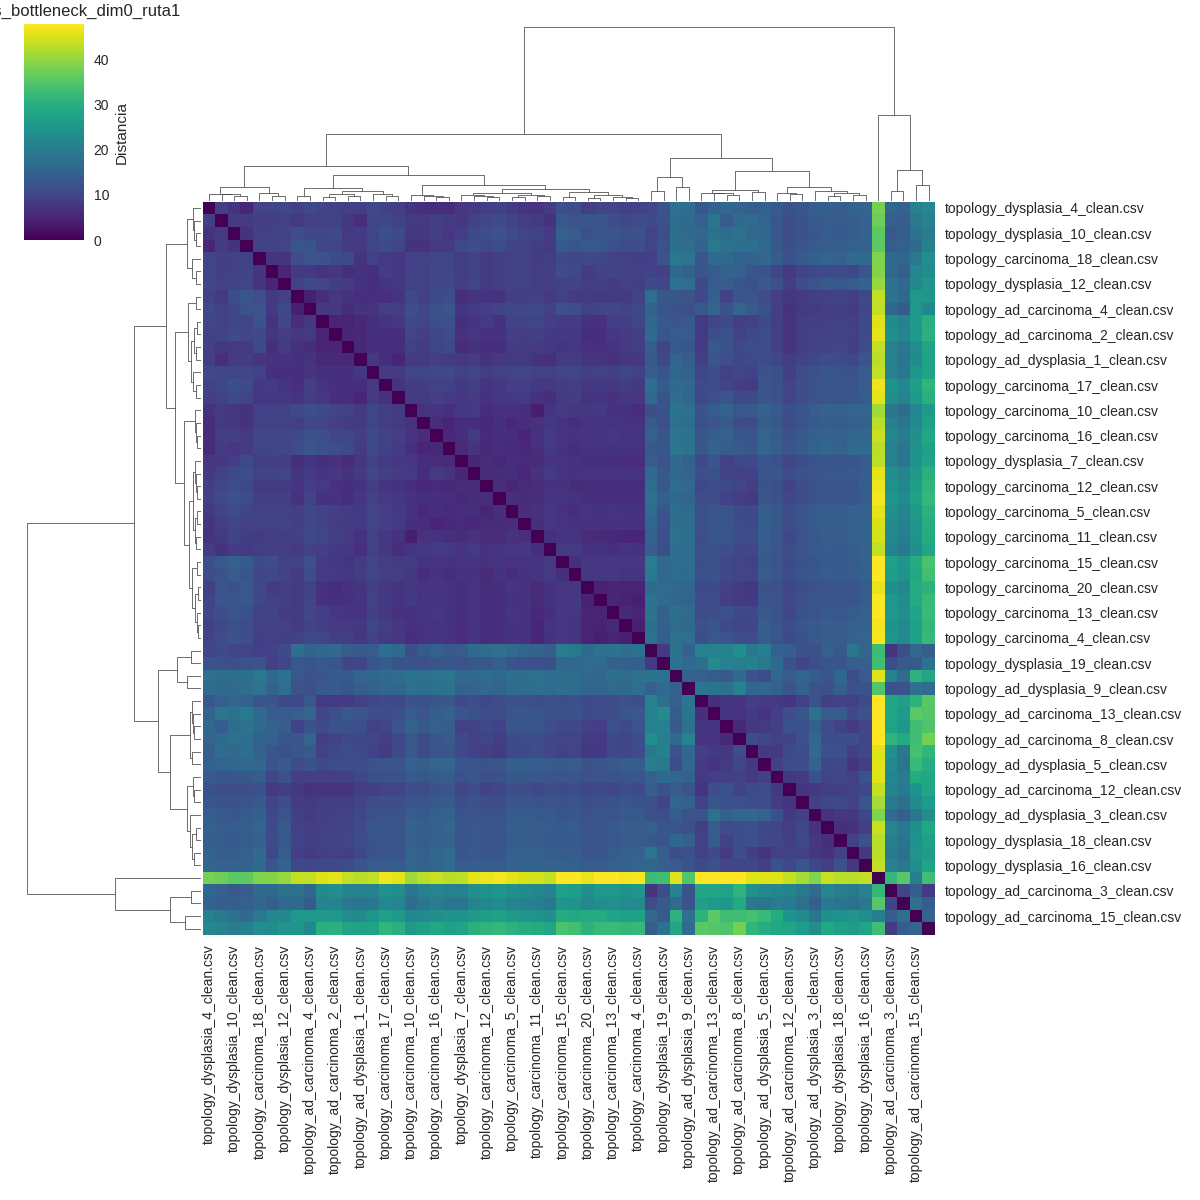 s_bottleneck_dim0_ruta1
40
30
20
10
0
Distancia
topology_dysplasia_4_clean.csv
topology_dysplasia_10_clean.csv
topology_carcinoma_18_clean.csv
topology_dysplasia_12_clean.csv
topology_ad_carcinoma_4_clean.csv
topology_ad_carcinoma_2_clean.csv
topology_ad_dysplasia_1_clean.csv
topology_carcinoma_17_clean.csv
topology_carcinoma_10_clean.csv
topology_carcinoma_16_clean.csv
topology_dysplasia_7_clean.csv
topology_carcinoma_12_clean.csv
topology_carcinoma_5_clean.csv
topology_carcinoma_11_clean.csv
topology_carcinoma_15_clean.csv
topology_carcinoma_20_clean.csv
topology_carcinoma_13_clean.csv
topology_carcinoma_4_clean.csv
topology_dysplasia_19_clean.csv
topology_ad_dysplasia_9_clean.csv
topology_ad_carcinoma_13_clean.csv
topology_ad_carcinoma_8_clean.csv
topology_ad_dysplasia_5_clean.csv
topology_ad_carcinoma_12_clean.csv
topology_ad_dysplasia_3_clean.csv
topology_dysplasia_18_clean.csv
topology_dysplasia_16_clean.csv
topology_ad_carcinoma_3_clean.csv
topology_ad_carcinoma_15_clean.csv
topology_dysplasia_4_clean.csv
topology_dysplasia_10_clean.csv
topology_carcinoma_18_clean.csv
topology_dysplasia_12_clean.csv
topology_ad_carcinoma_4_clean.csv
topology_ad_carcinoma_2_clean.csv
topology_ad_dysplasia_1_clean.csv
topology_carcinoma_17_clean.csv
topology_carcinoma_10_clean.csv
topology_carcinoma_16_clean.csv
topology_dysplasia_7_clean.csv
topology_carcinoma_12_clean.csv
topology_carcinoma_5_clean.csv
topology_carcinoma_11_clean.csv
topology_carcinoma_15_clean.csv
topology_carcinoma_20_clean.csv
topology_carcinoma_13_clean.csv
topology_carcinoma_4_clean.csv
topology_dysplasia_19_clean.csv
topology_ad_dysplasia_9_clean.csv
topology_ad_carcinoma_13_clean.csv
topology_ad_carcinoma_8_clean.csv
topology_ad_dysplasia_5_clean.csv
topology_ad_carcinoma_12_clean.csv
topology_ad_dysplasia_3_clean.csv
topology_dysplasia_18_clean.csv
topology_dysplasia_16_clean.csv
topology_ad_carcinoma_3_clean.csv
topology_ad_carcinoma_15_clean.csv